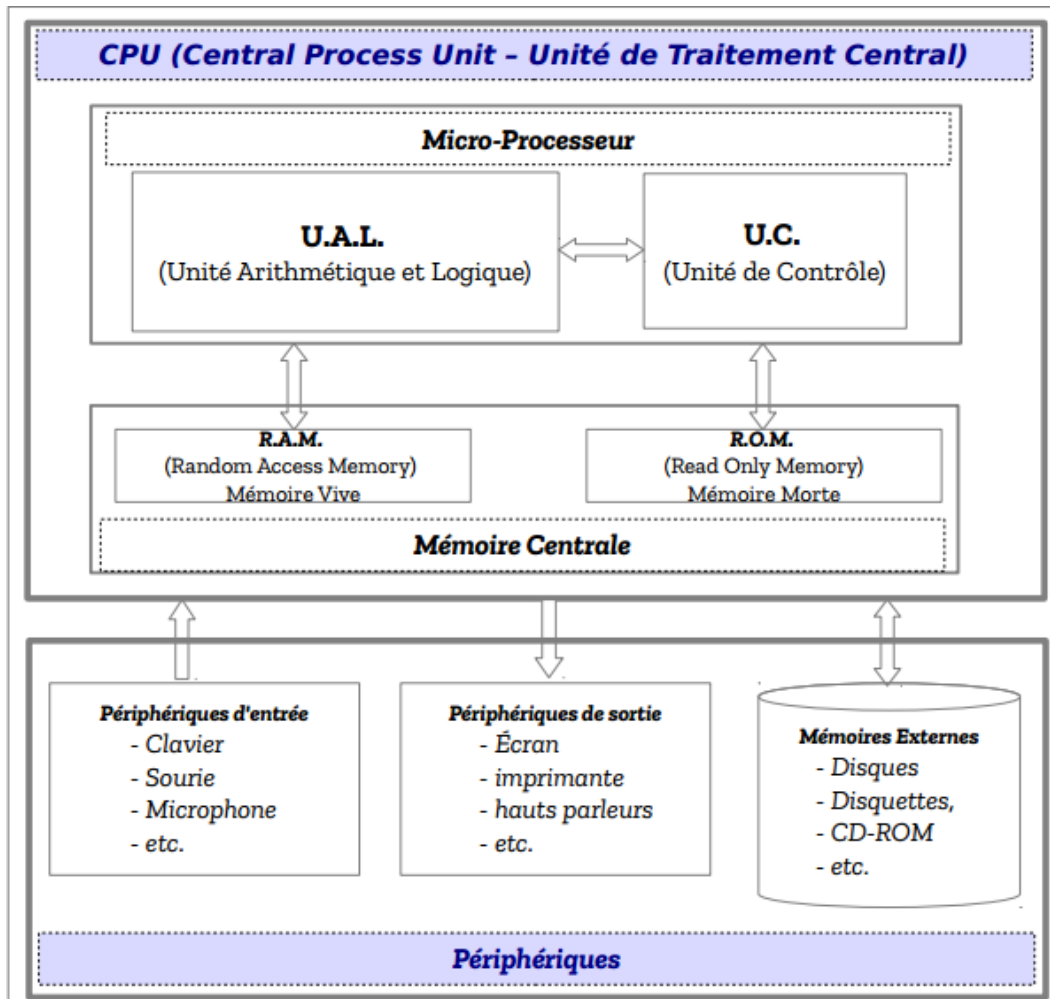 CPU (Central Process Unit – Unité de Traitement Central)
Micro-Processeur
U.A.L.
(Unité Arithmétique et Logique)
U.C.
(Unité de Contrôle)
R.A.M.
(Random Access Memory)
Mémoire Vive
R.O.M.
(Read Only Memory)
Mémoire Morte
Mémoire Centrale
Périphériques d'entrée
- Clavier
- Sourie
- Microphone
- etc.
Périphériques de sortie
- Écran
- imprimante
- hauts parleurs
- etc.
Mémoires Externes
- Disques
- Disquettes,
- CD-ROM
- etc.
Périphériques